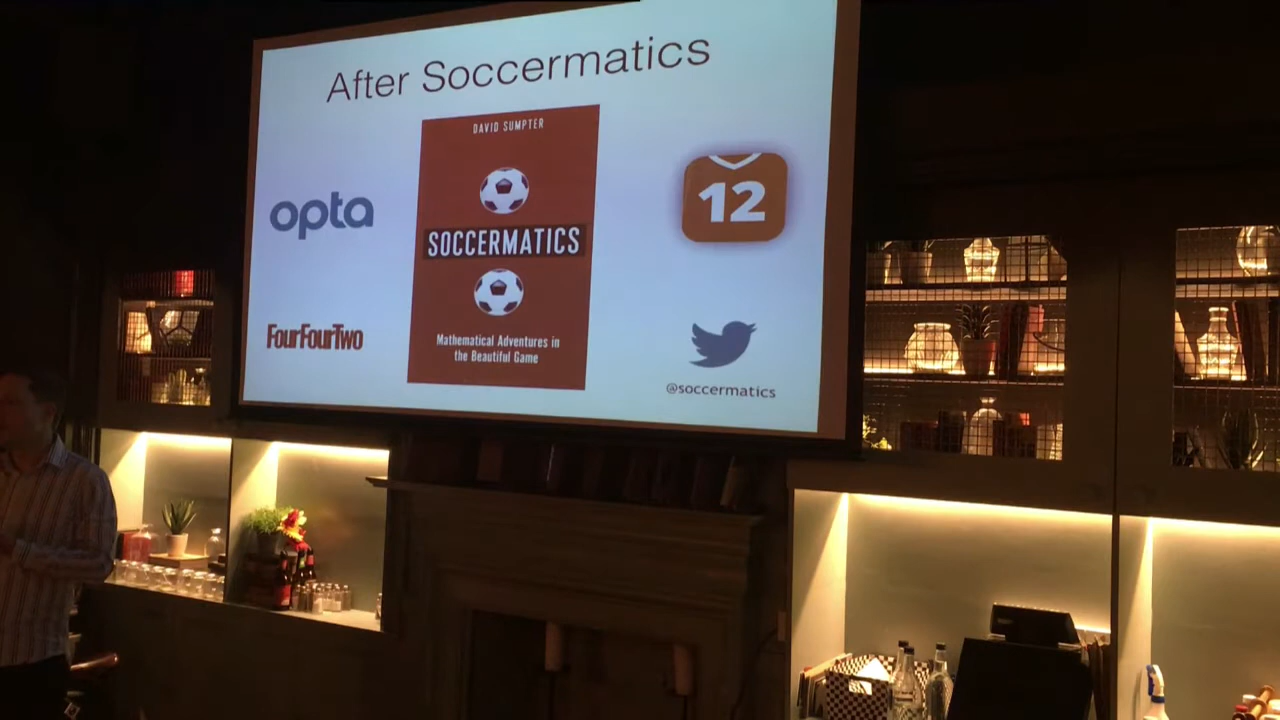 After Soccermatics
DAVID SUMPTER
SOCCERMATICS
Mathematical Adventures in
the Beautiful Game
opta
FourFourTwo
12
@soccermatics